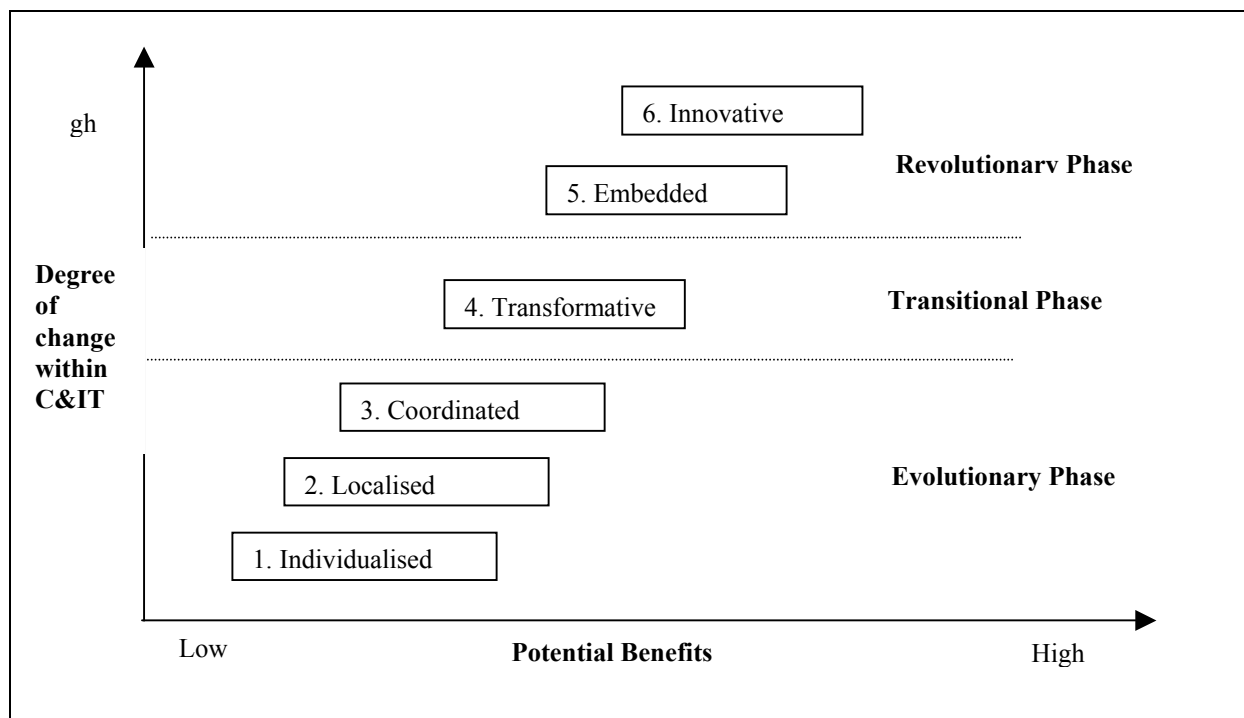 gh
6. Innovative
Revolutionary Phase
5. Embedded
Degree
of
change
within
C&IT
4. Transformative
Transitional Phase
3. Coordinated
2. Localised
Evolutionary Phase
1. Individualised
Low
Potential Benefits
High